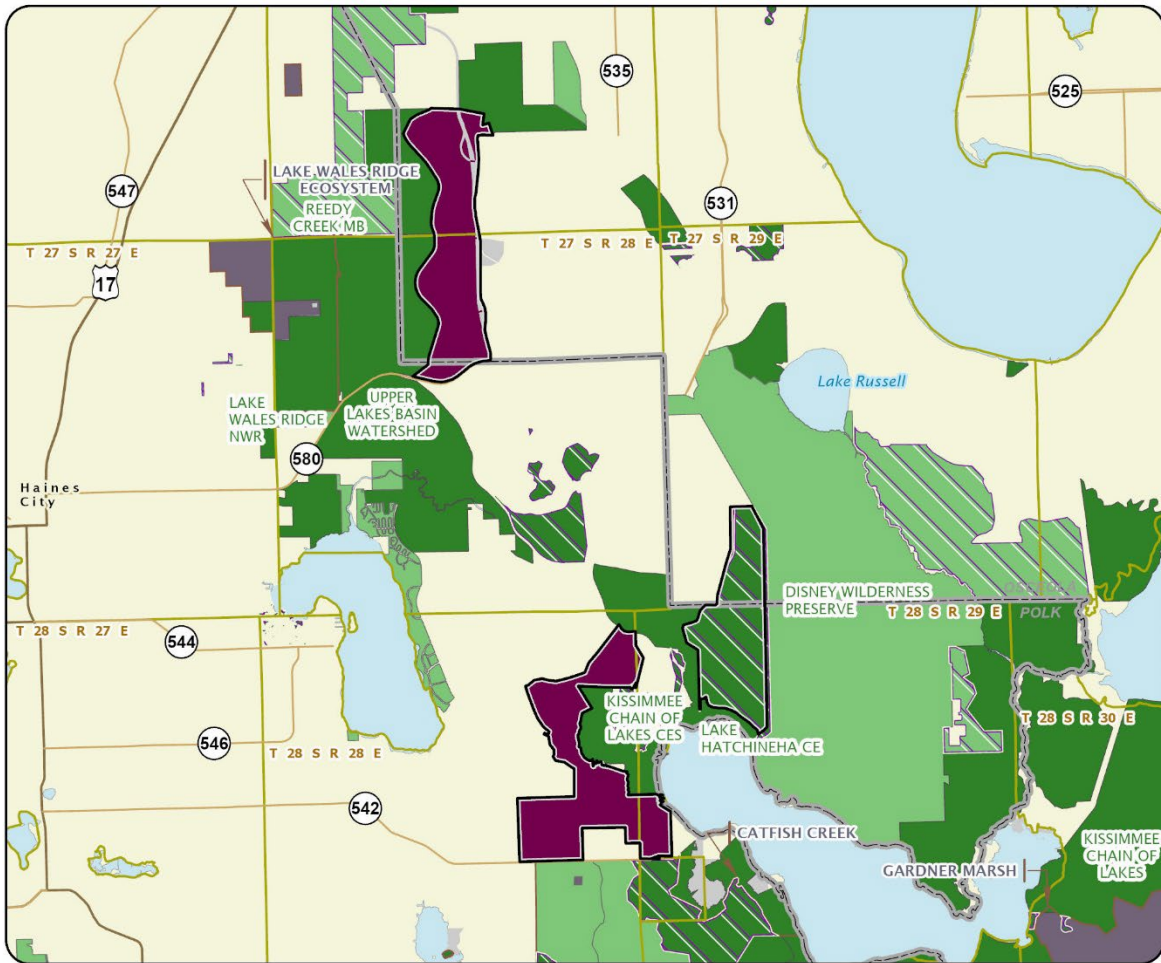 535
525
547
LAKE WALES RIDGE
ECOSYSTEM
REEDY
CREEK MB
531
T 27 S R 27 E
T 27 S R 28 E
T 27 S R 29 E
17
Lake Russell
LAKE
WALES RIDGE
NWR
UPPER
LAKES BASIN
WATERSHED
580
Haines
City
DISNEY WILDERNESS
PRESERVE
OSCEOLA
POLK
T 28 S R 27 E
T 28 S R 29 E
544
KISSIMMEE
CHAIN OF
LAKES CES
LAKE
HATCHINEHA CE
T 28 S R 30 E
546
T 28 S R 28 E
542
CATFISH CREEK
GARDNER MARSH
KISSIMMEE
CHAIN OF
LAKES